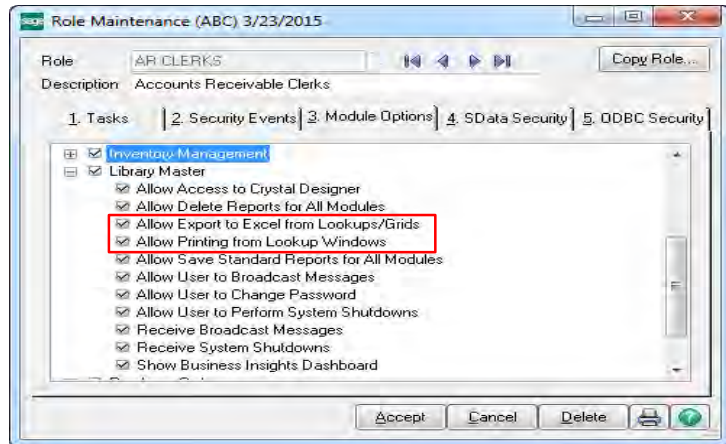 sage Role Maintenance (ABC) 3/23/2015
Role AR CLERKS Copy Role...
Description Accounts Receivable Clerks
1. Tasks 2. Security Events 3. Module Options 4. SData Security 5. ODBC Security
Inventory Management
Library Master
Allow Access to Crystal Designer
Allow Delete Reports for All Modules
Allow Export to Excel from Lookups/Grids
Allow Printing from Lookup Windows
Allow Save Standard Reports for All Modules
Allow User to Broadcast Messages
Allow User to Change Password
Allow User to Perform System Shutdowns
Receive Broadcast Messages
Receive System Shutdowns
Show Business Insights Dashboard
Accept Cancel Delete